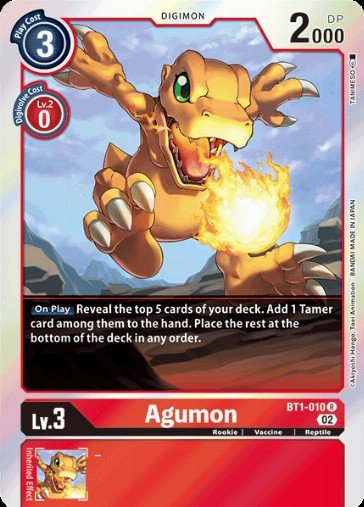 Play Cost
3
DIGIMON
DP
2000
Digivolve Cost
Lv.2
0
TANIMESO
©Akiyoshi Hongo, Toei Animation BANDAI MADE IN JAPAN
On Play Reveal the top 5 cards of your deck. Add 1 Tamer
card among them to the hand. Place the rest at the
bottom of the deck in any order.
Lv.3
Agumon
BT1-010 R
02
Rookie | Vaccine | Reptile
Inherited Effect
-